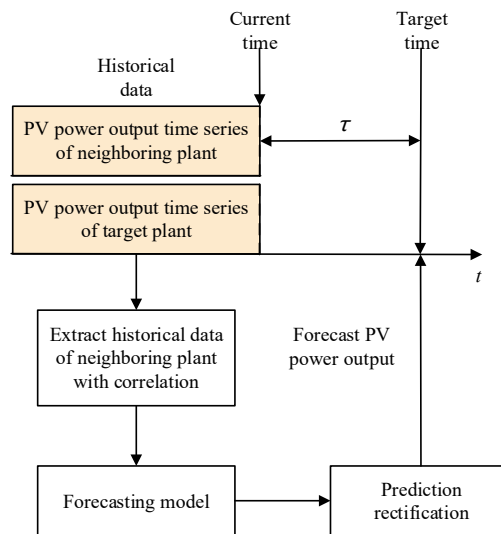 Current
time
Target
time
Historical
data
PV power output time series
of neighboring plant
τ
PV power output time series
of target plant
t
Extract historical data
of neighboring plant
with correlation
Forecast PV
power output
Forecasting model
Prediction
rectification